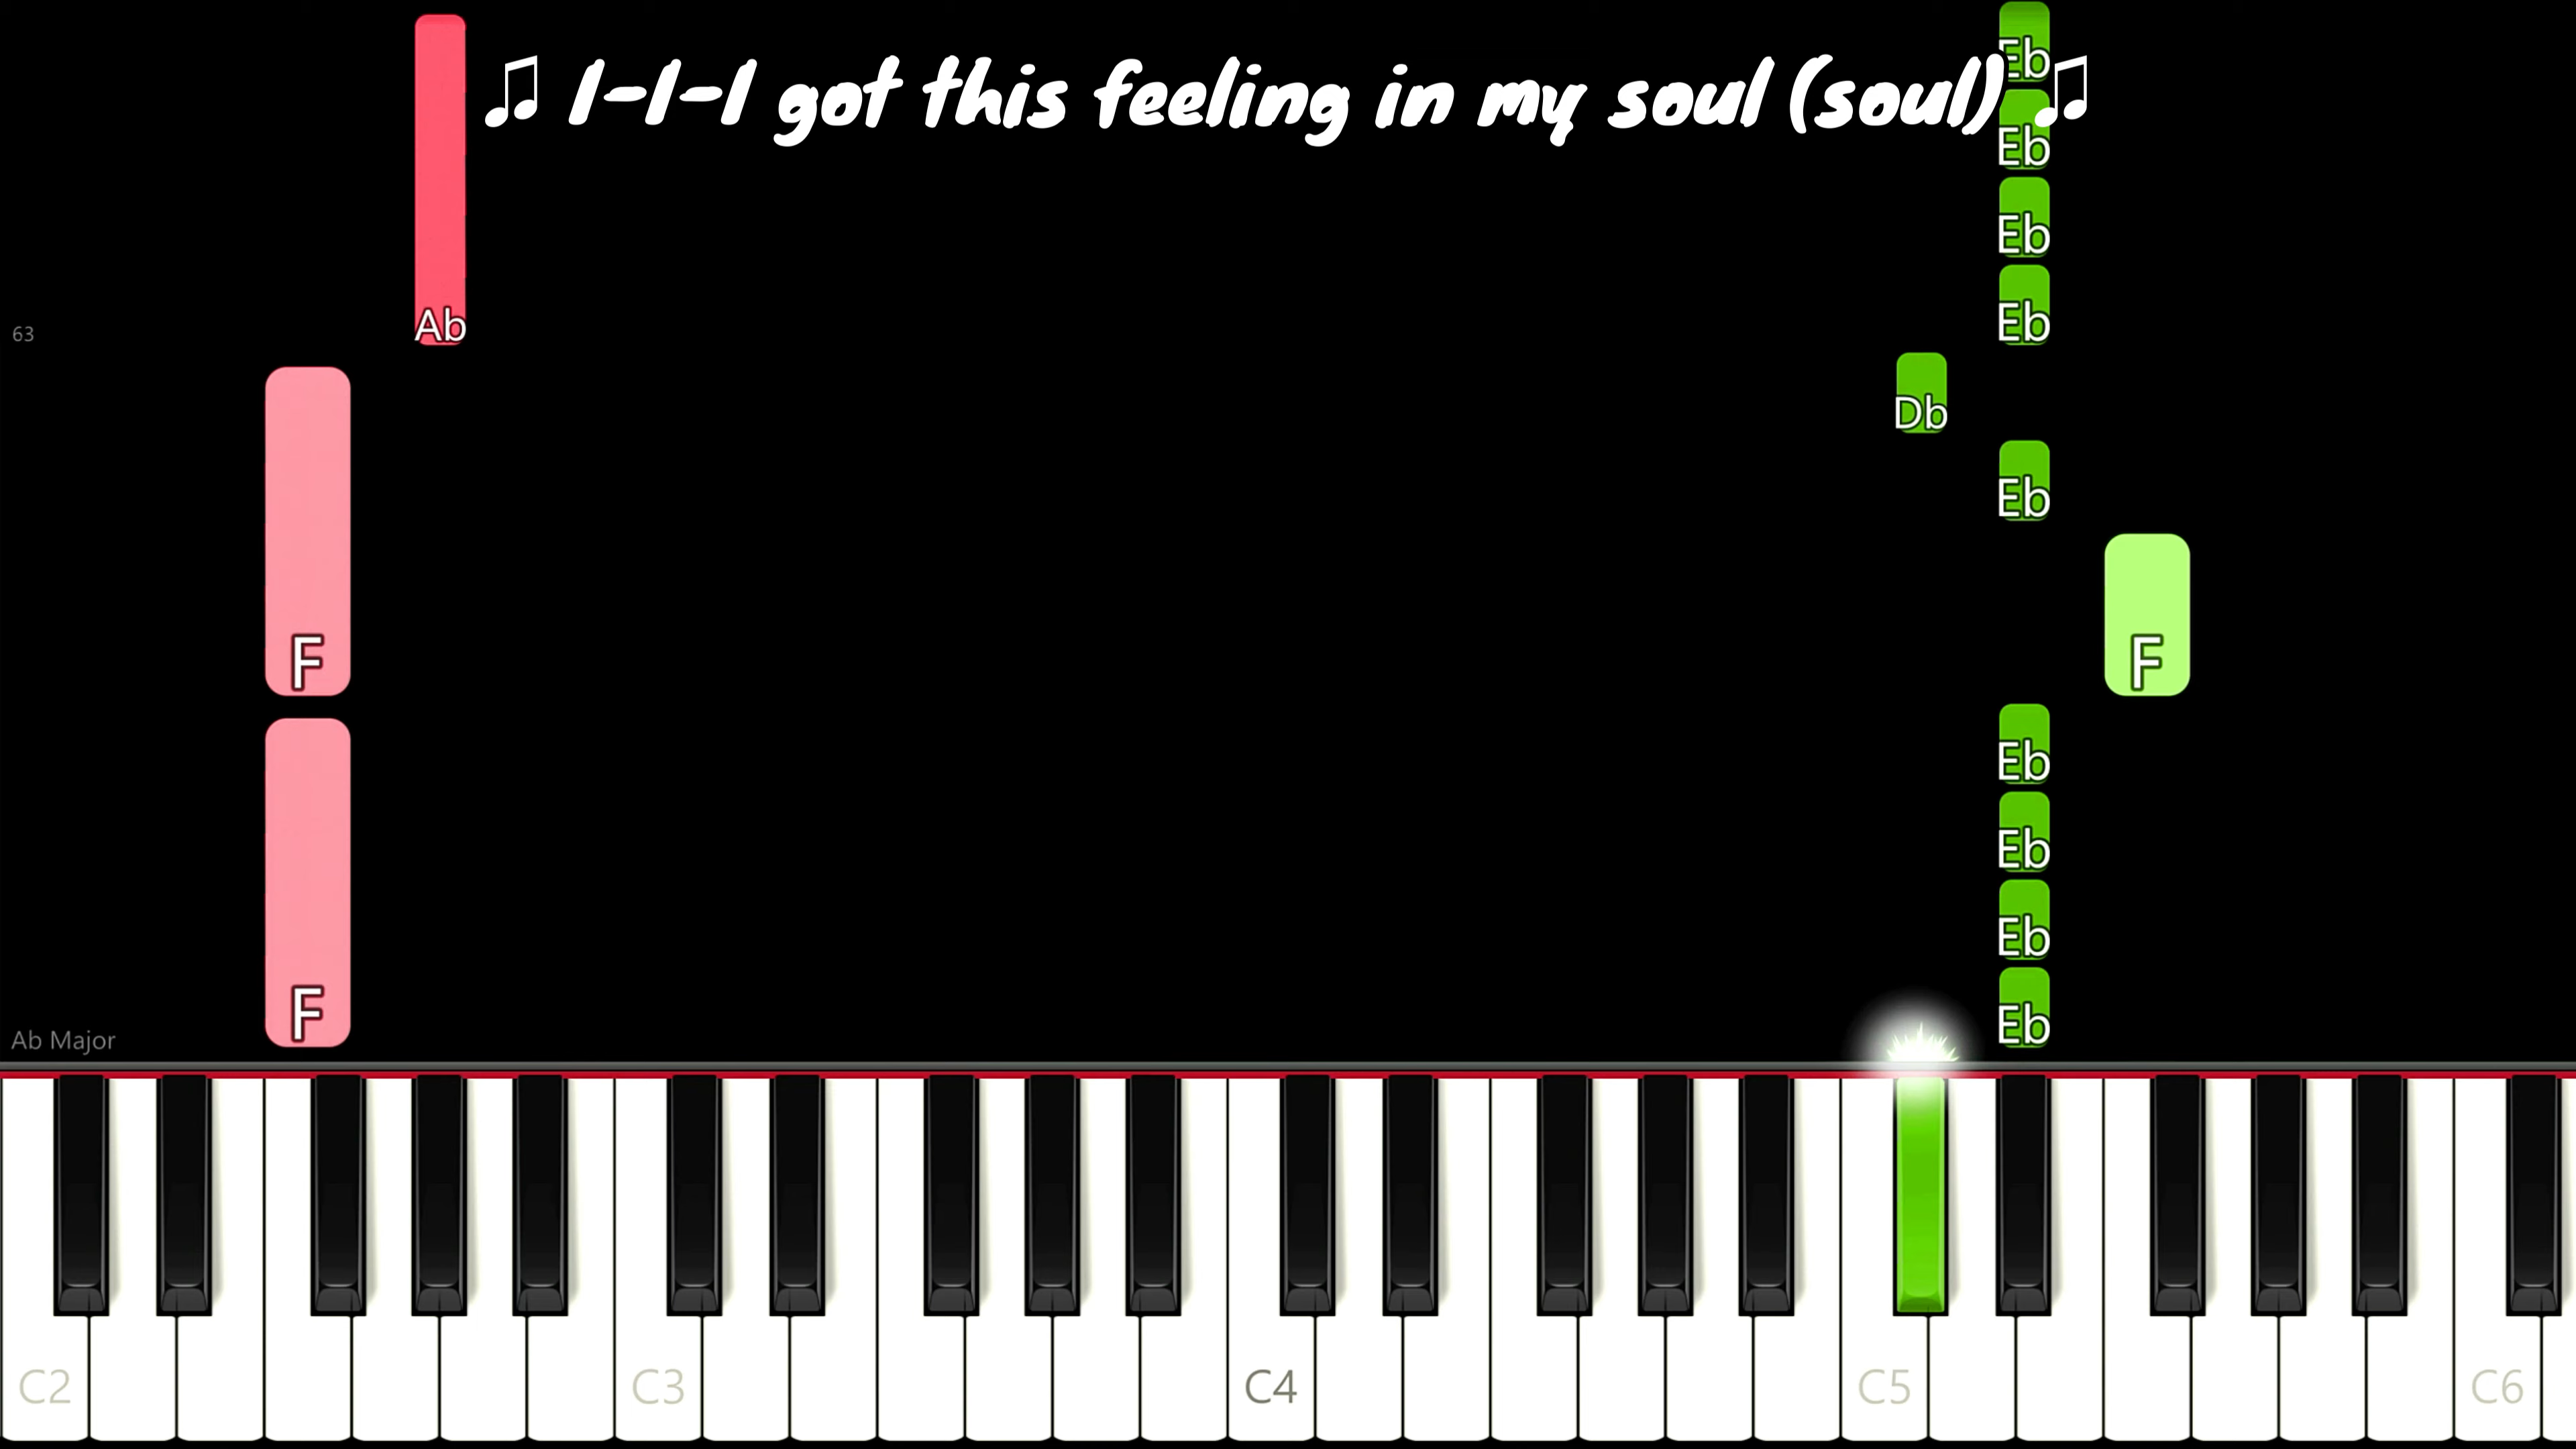 ♫ I-I-I got this feeling in my soul (soul) ♫
Eb
Eb
Eb
Ab
Eb
63
Db
Eb
F
F
Eb
Eb
Eb
F
Eb
Ab Major
C2
C3
C4
C5
C6